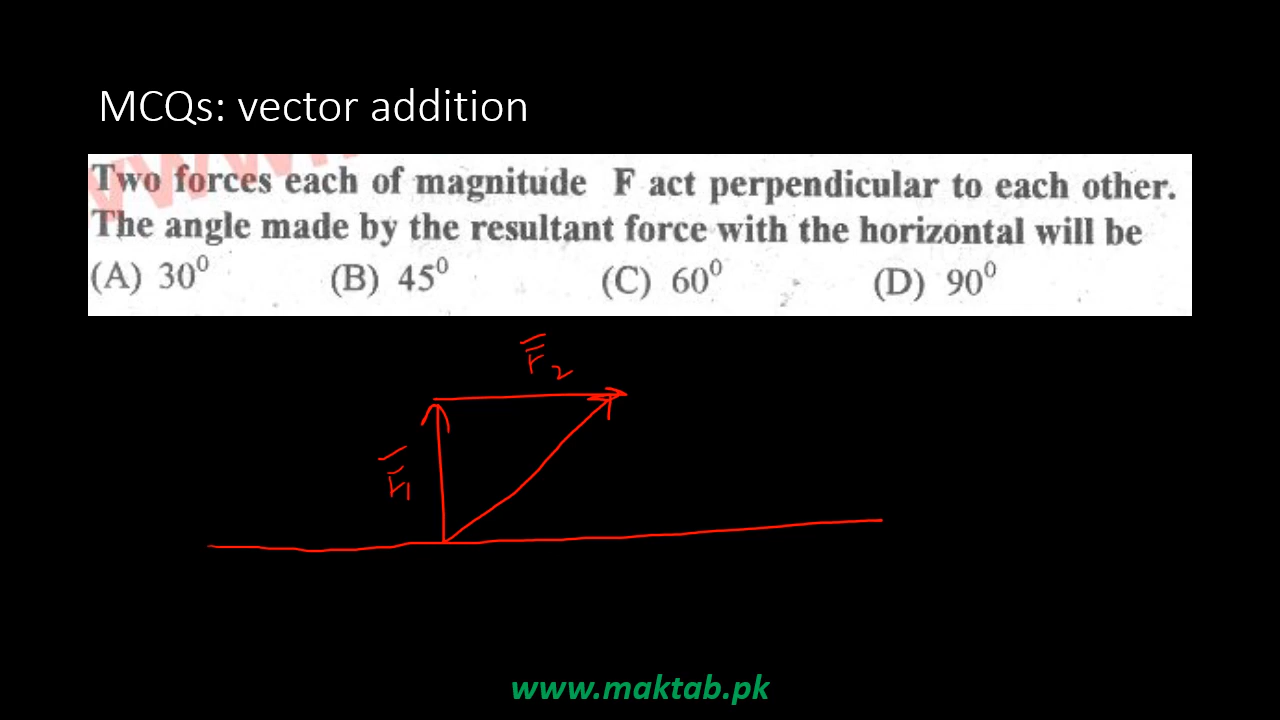 MCQs: vector addition
Two forces each of magnitude F act perpendicular to each other.
The angle made by the resultant force with the horizontal will be
(A) 30⁰ (B) 45⁰ (C) 60⁰ (D) 90⁰
F̅₂
F̅₁
www.maktab.pk